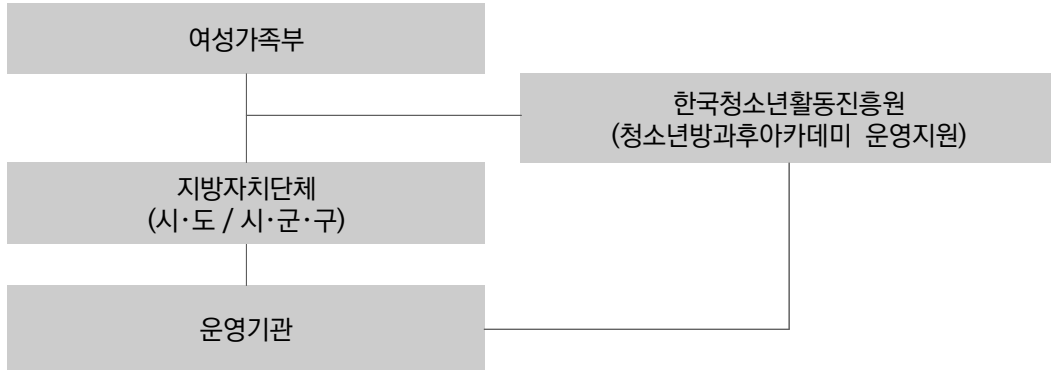 여성가족부
한국청소년활동진흥원
(청소년방과후아카데미 운영지원)
지방자치단체
(시·도 / 시·군·구)
운영기관